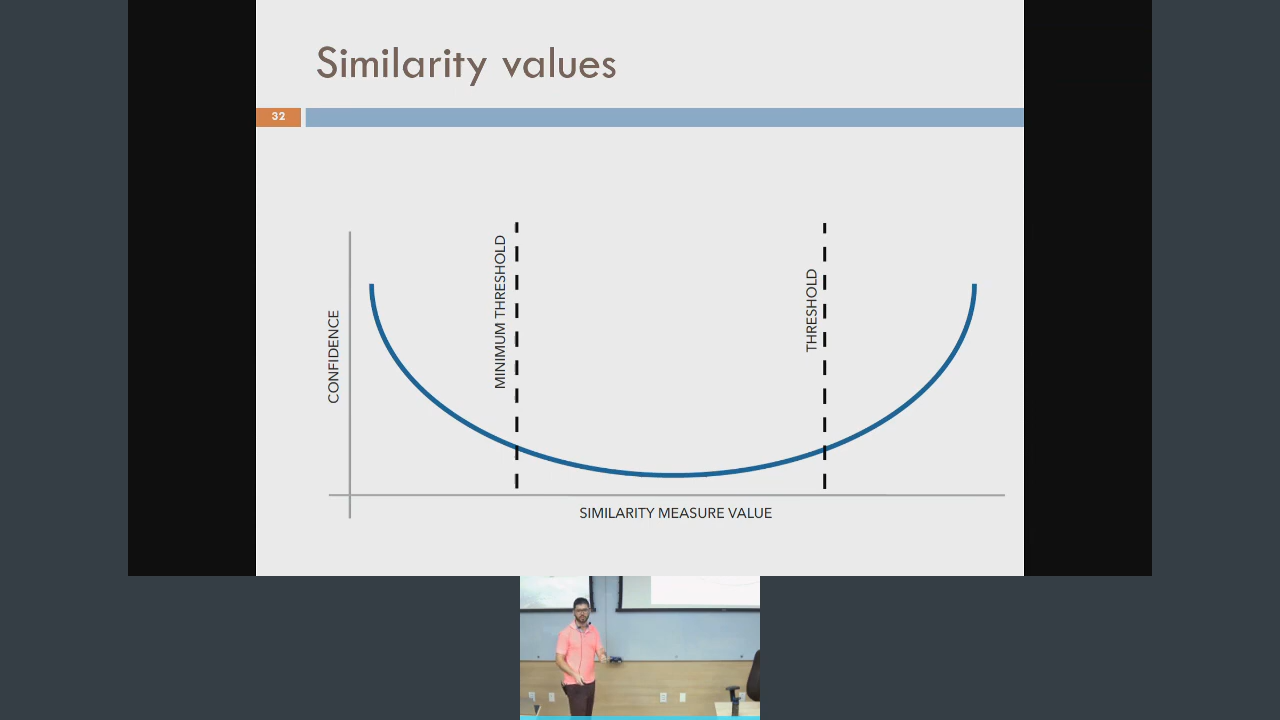 Similarity values
32
CONFIDENCE
MINIMUM THRESHOLD
THRESHOLD
SIMILARITY MEASURE VALUE